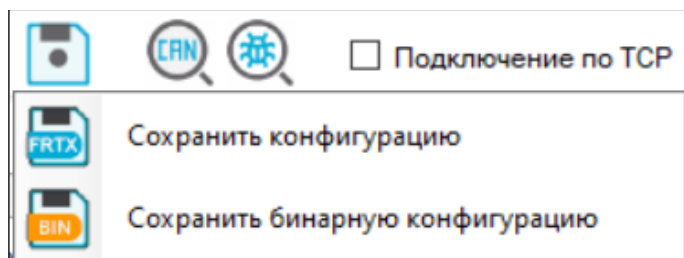 CAN
Подключение по TCP
FRTX
Сохранить конфигурацию
BIN
Сохранить бинарную конфигурацию